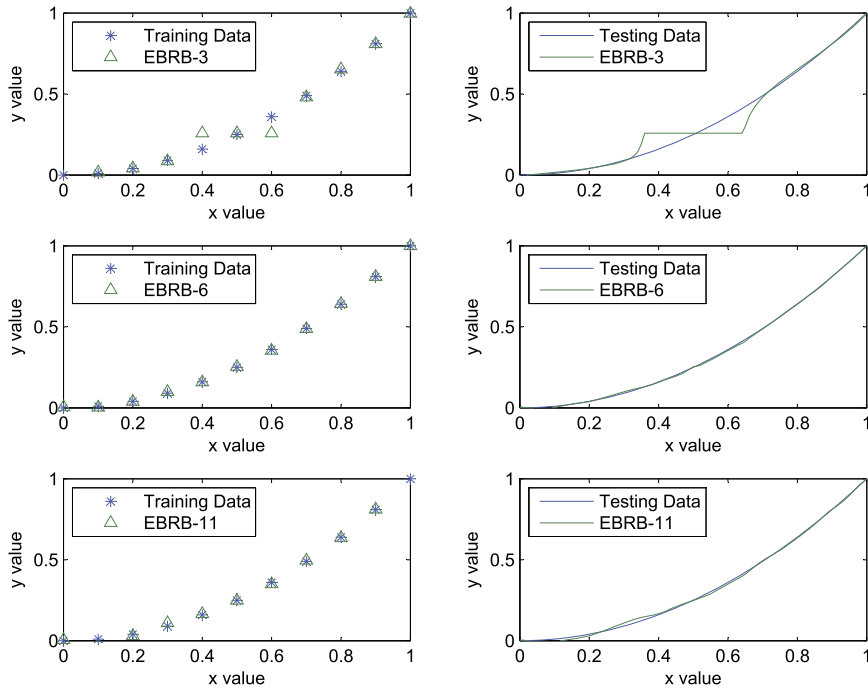 1
0.5
0
y value
Training Data
EBRB-3
0 0.2 0.4 0.6 0.8 1
x value
1
0.5
0
y value
Testing Data
EBRB-3
0 0.2 0.4 0.6 0.8 1
x value
1
0.5
0
y value
Training Data
EBRB-6
0 0.2 0.4 0.6 0.8 1
x value
1
0.5
0
y value
Testing Data
EBRB-6
0 0.2 0.4 0.6 0.8 1
x value
1
0.5
0
y value
Training Data
EBRB-11
0 0.2 0.4 0.6 0.8 1
x value
1
0.5
0
y value
Testing Data
EBRB-11
0 0.2 0.4 0.6 0.8 1
x value